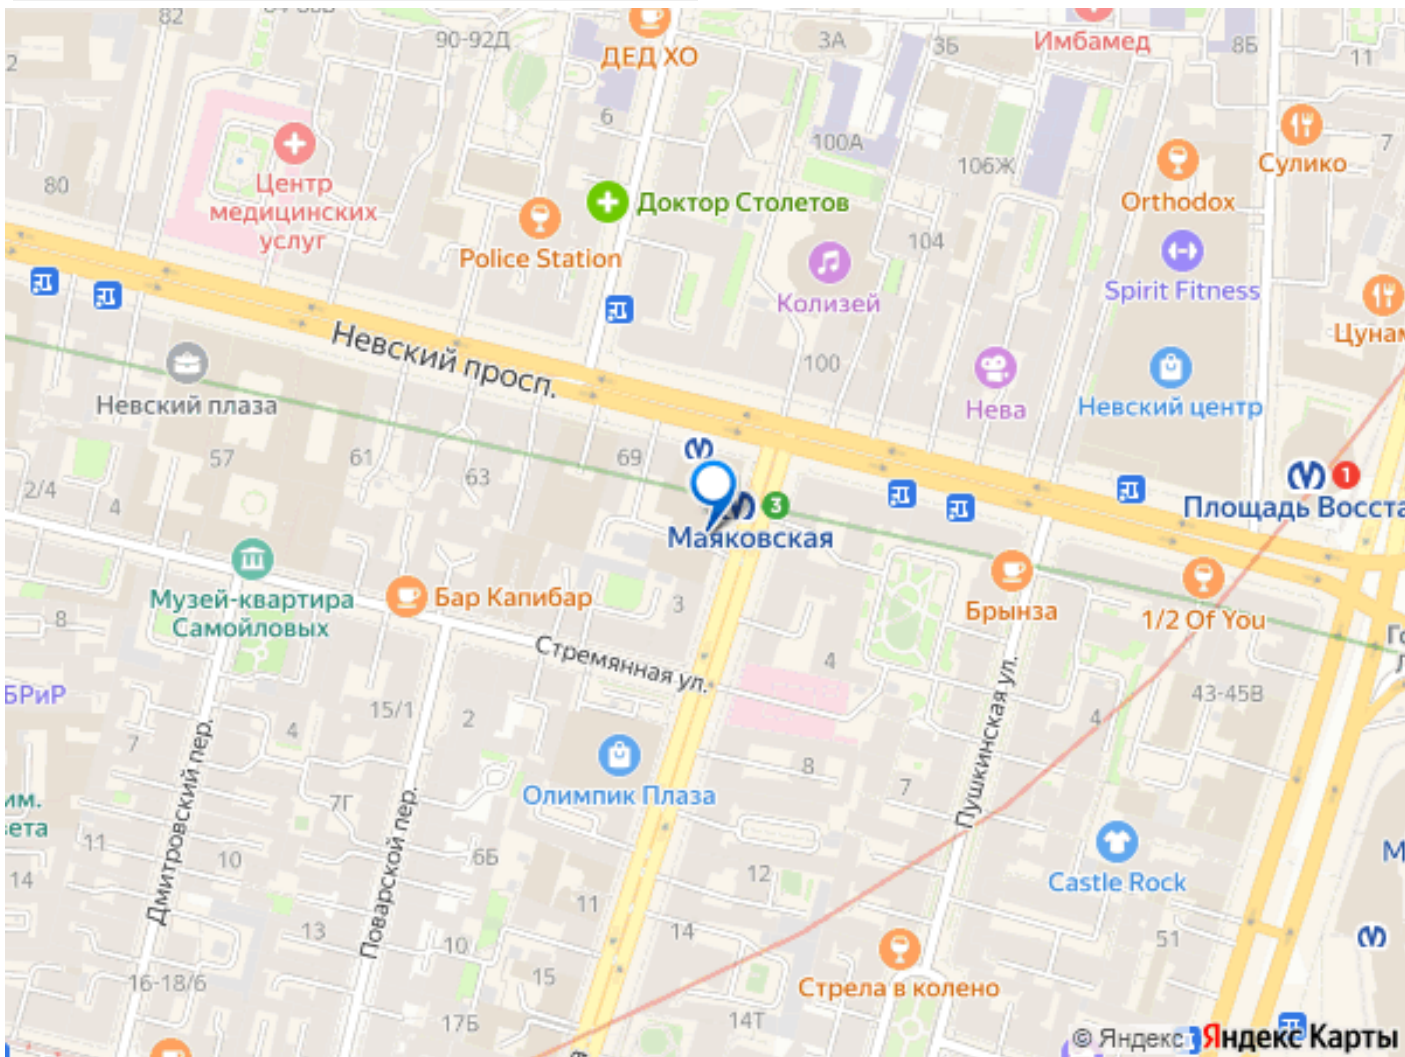 82
90-92Д
ДЕД ХО
3А
3Б
Имбамед
8Б
11
2
6
100А
106Ж
7
Сулико
80
Центр
медицинских
услуг
Доктор Столетов
Police Station
Orthodox
104
Колизей
Spirit Fitness
Невский просп.
100
Невский плаза
Нева
Невский центр
57
61
63
69
2/4
4
1
Площадь Восста
3
Маяковская
Музей-квартира
Самойловых
Бар Капибар
3
Брынза
1/2 Of You
8
Стремянная ул.
4
БРиР
15/1
2
4
7
43-45В
4
Пушкинская ул.
Дмитровский пер.
Поварской пер.
Олимпик Плаза
8
7
7Г
им.
11
10
6Б
12
Castle Rock
14
11
13
10
14
51
16-18/6
15
Стрела в колено
17Б
14Т
© Яндекс
Яндекс Карты